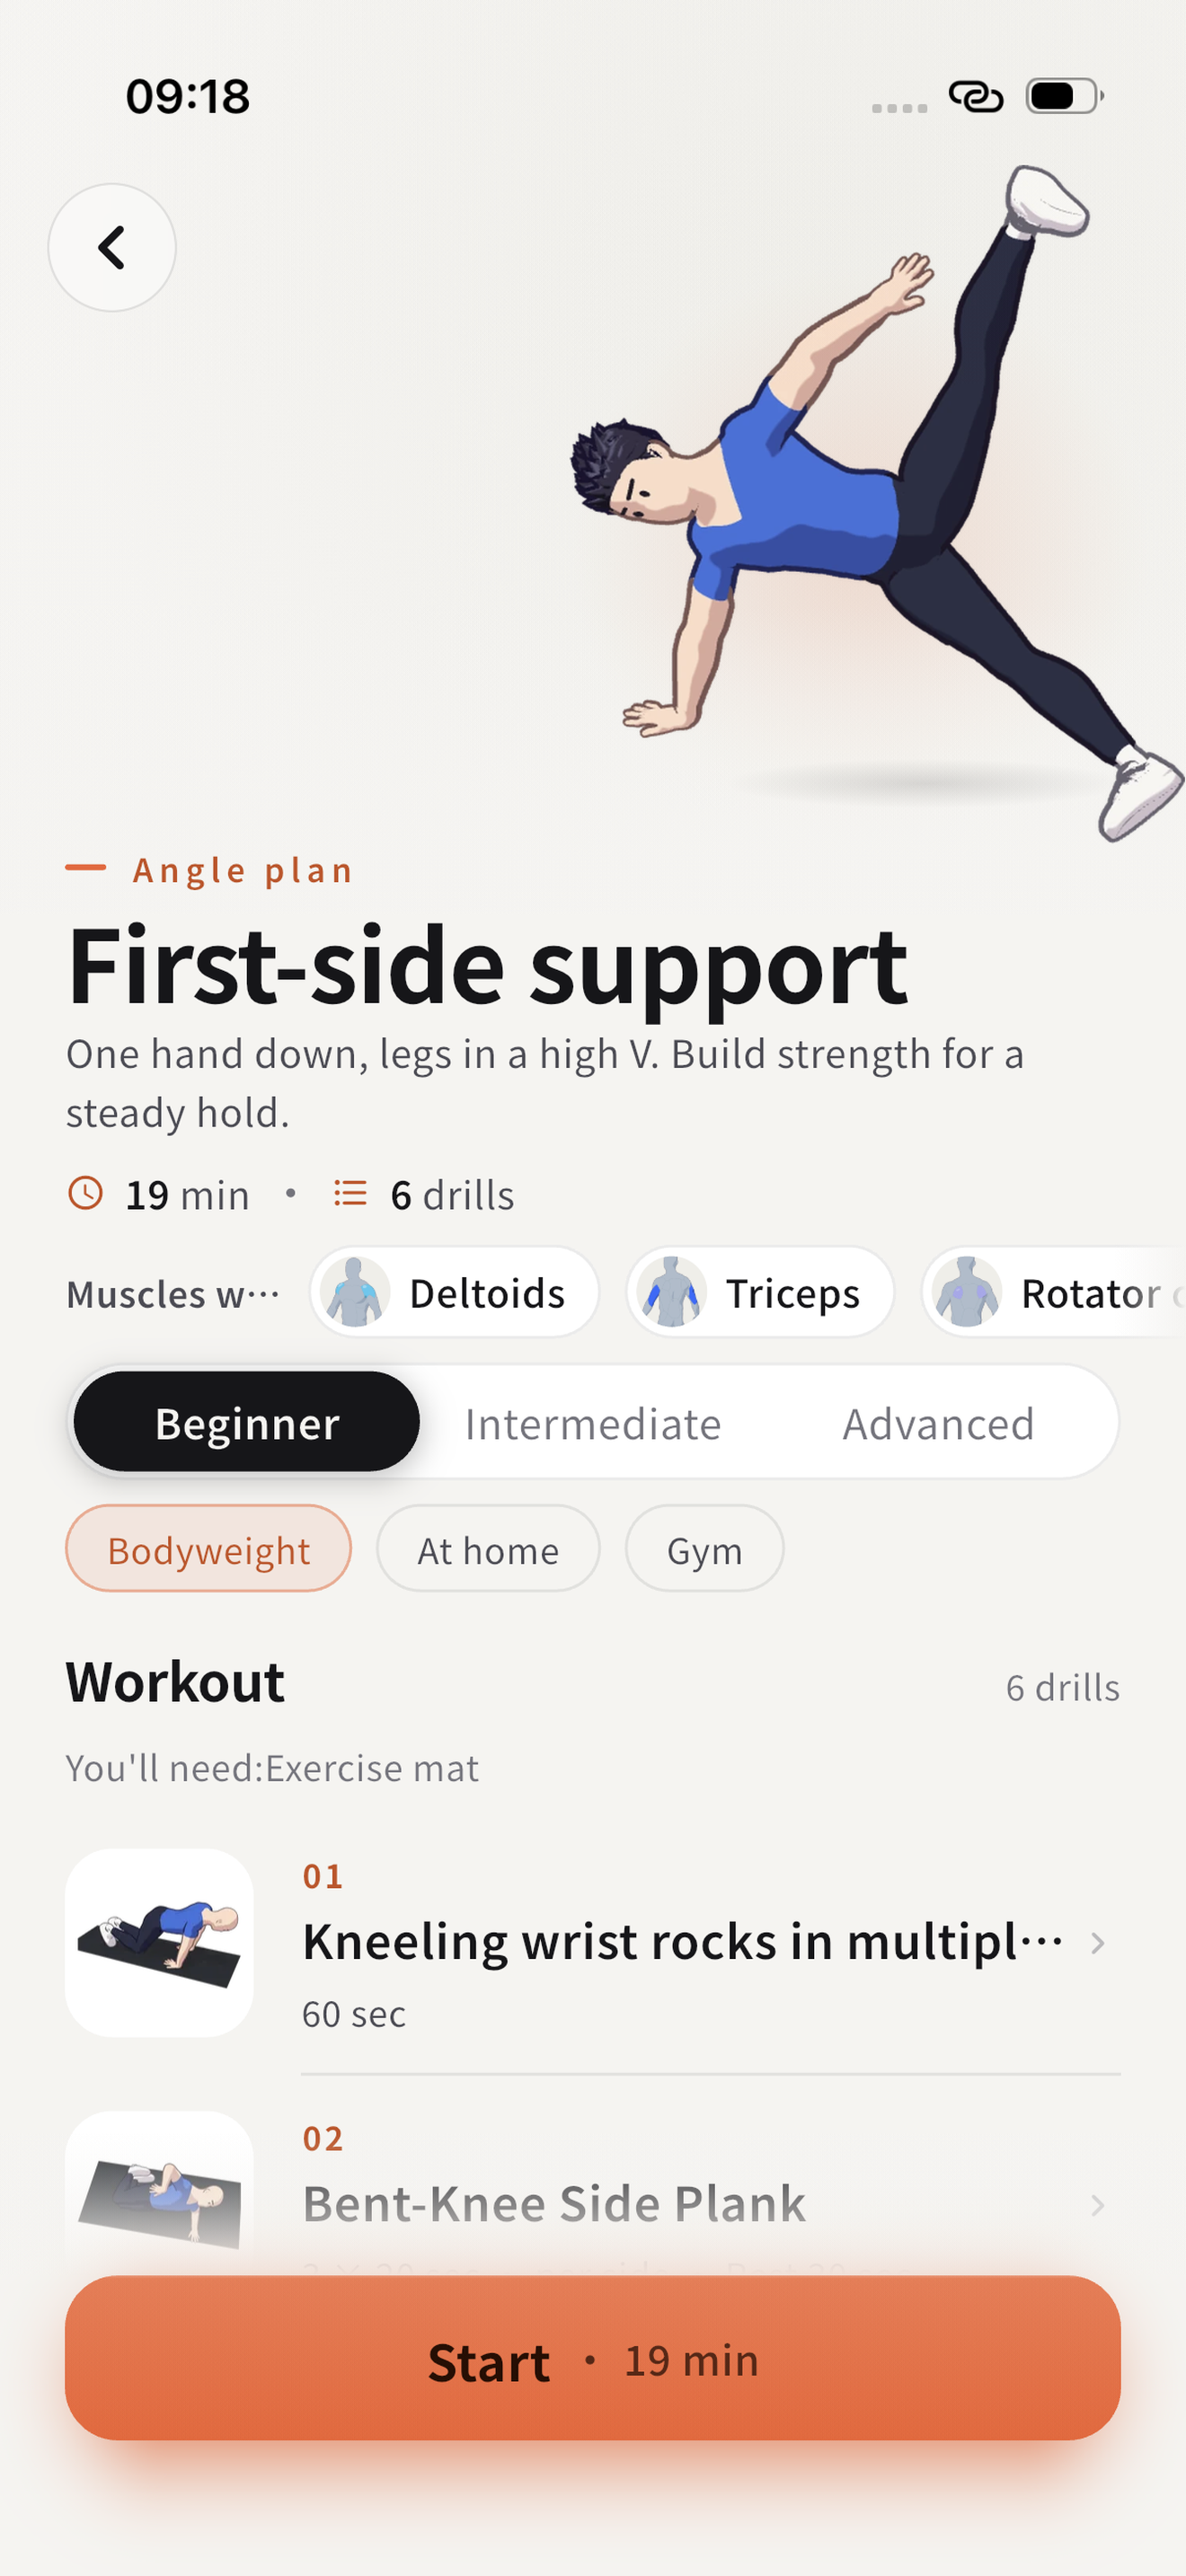 09:18
Angle plan
First-side support
One hand down, legs in a high V. Build strength for a
steady hold.
19 min • 6 drills
Muscles w… Deltoids Triceps Rotator
Beginner Intermediate Advanced
Bodyweight At home Gym
Workout 6 drills
You'll need:Exercise mat
01
Kneeling wrist rocks in multipl…
60 sec
02
Bent-Knee Side Plank
Start • 19 min